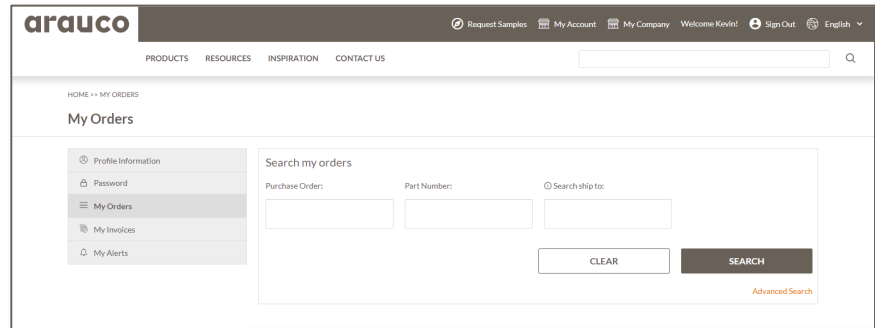 arauco
Request Samples My Account My Company Welcome Kevin! Sign Out English
PRODUCTS RESOURCES INSPIRATION CONTACT US
HOME >> MY ORDERS
My Orders
Profile Information
Password
My Orders
My Invoices
My Alerts
Search my orders
Purchase Order: Part Number: Search ship to:
CLEAR SEARCH
Advanced Search